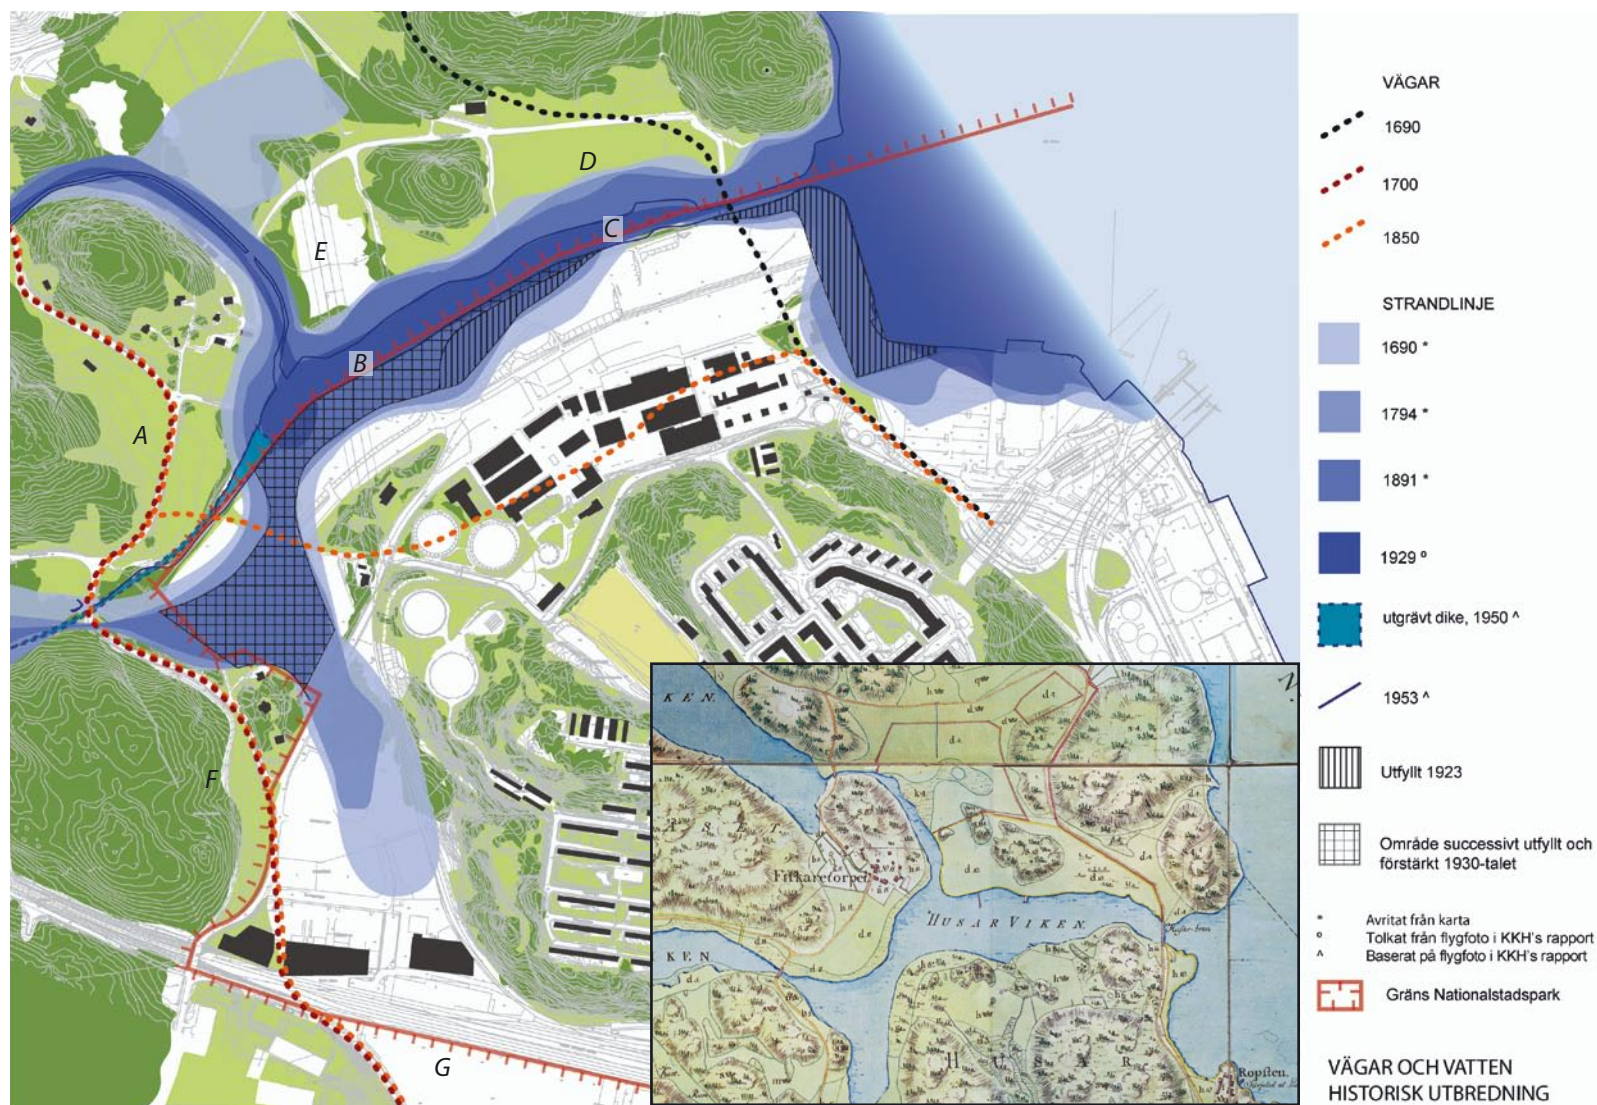 A
B
C
D
E
F
G
VÄGAR
1690
1700
1850
STRANDLINJE
1690 *
1794 *
1891 *
1929 º
utgrävt dike, 1950 ^
1953 ^
Utfyllt 1923
Område successivt utfyllt och
förstärkt 1930-talet
* Avritat från karta
º Tolkat från flygfoto i KKH's rapport
^ Baserat på flygfoto i KKH's rapport
Gräns Nationalstadspark
VÄGAR OCH VATTEN
HISTORISK UTBREDNING
KEN.
HUSARVIKEN.
KEN.
HUSAR
Ropsten.